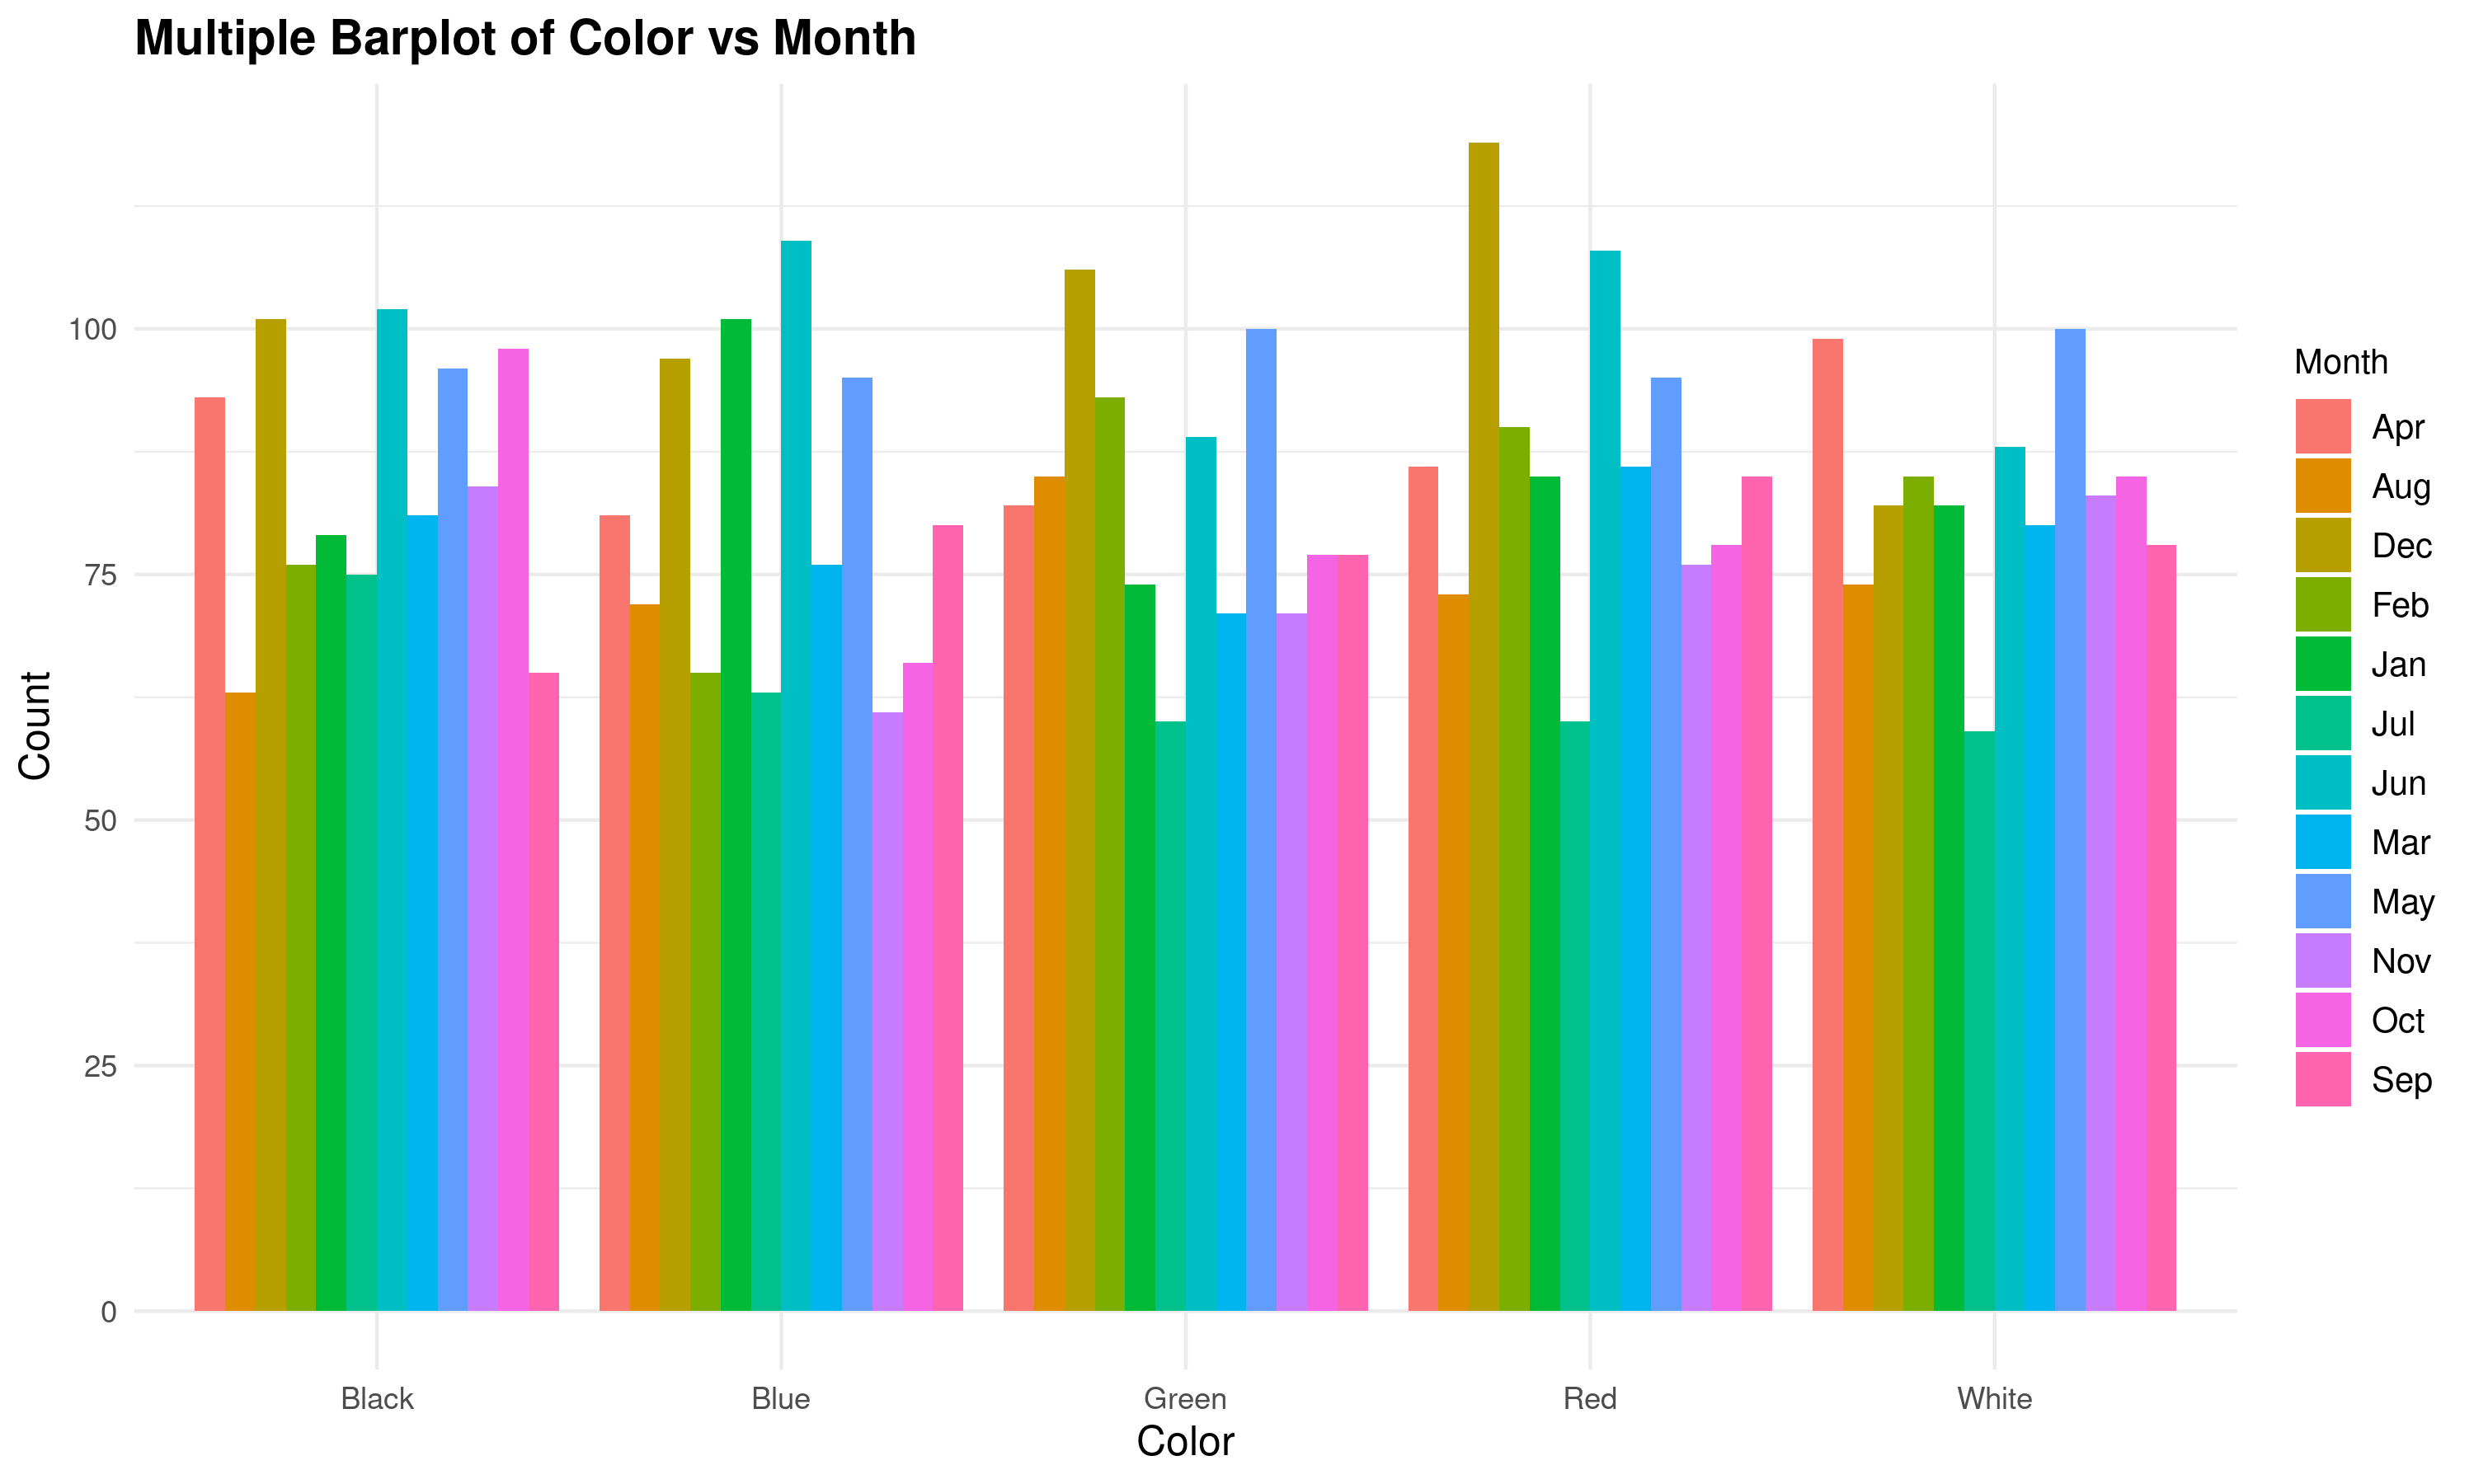 Multiple Barplot of Color vs Month
Count
100
75
50
25
0
Black
Blue
Green
Red
White
Color
Month
Apr
Aug
Dec
Feb
Jan
Jul
Jun
Mar
May
Nov
Oct
Sep